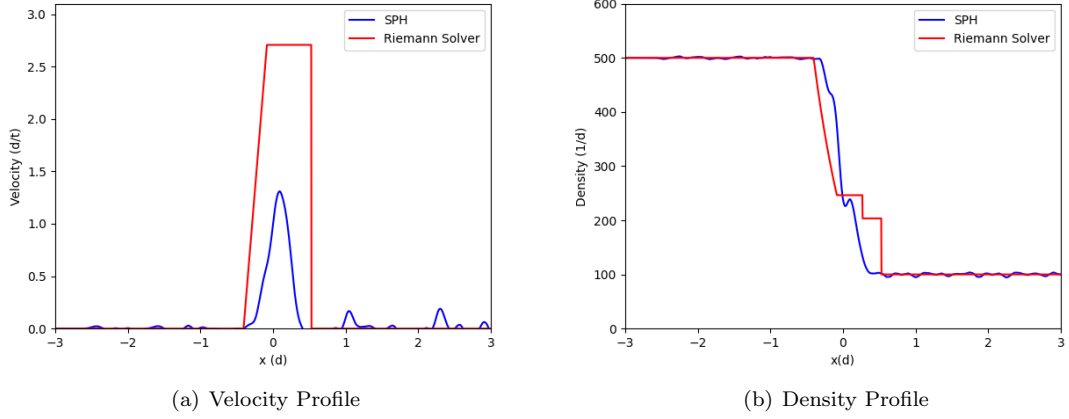 3.0
2.5
2.0
1.5
1.0
0.5
0.0
Velocity (d/t)
−3 −2 −1 0 1 2 3
x (d)
SPH
Riemann Solver
(a) Velocity Profile
600
500
400
300
200
100
0
Density (1/d)
−3 −2 −1 0 1 2 3
x(d)
SPH
Riemann Solver
(b) Density Profile